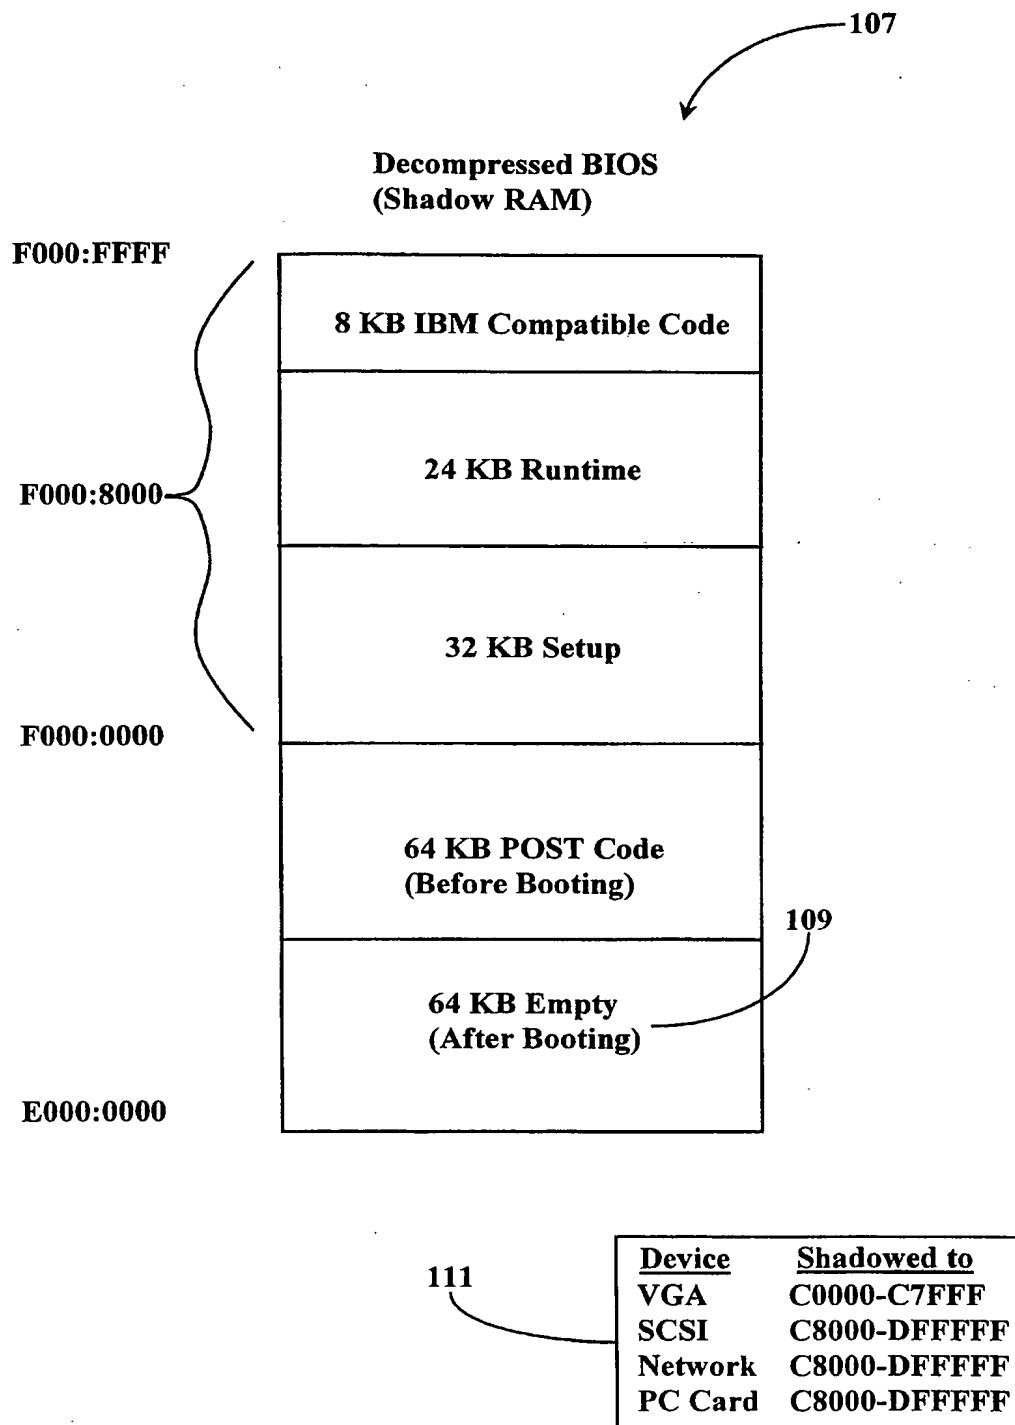 107
Decompressed BIOS
(Shadow RAM)
F000:FFFF
8 KB IBM Compatible Code
24 KB Runtime
F000:8000
32 KB Setup
F000:0000
64 KB POST Code
(Before Booting)
109
64 KB Empty
(After Booting)
E000:0000
111
Device Shadowed to
VGA C0000-C7FFF
SCSI C8000-DFFFFF
Network C8000-DFFFFF
PC Card C8000-DFFFFF